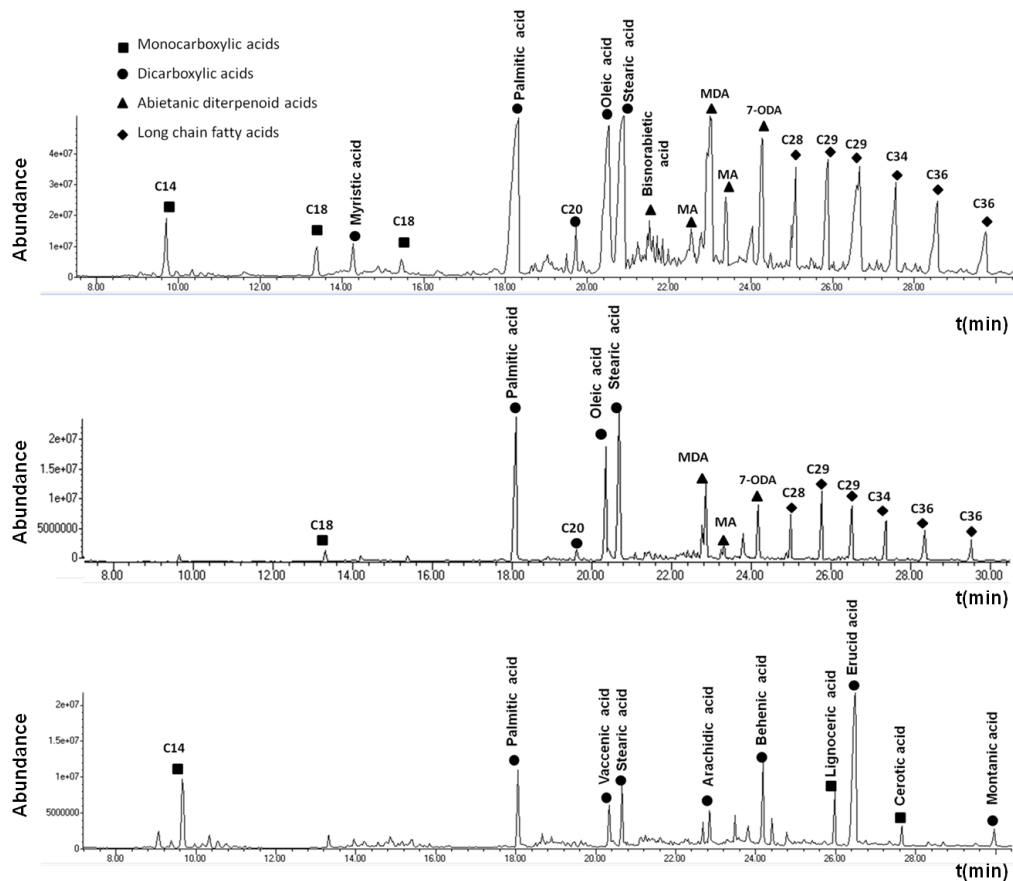 Monocarboxylic acids
Dicarboxylic acids
Abietanic diterpenoid acids
Long chain fatty acids
Abundance
4e+07
3e+07
2e+07
1e+07
0
C14
C18
Myristic acid
C18
Palmitic acid
C20
Oleic acid
Stearic acid
Bisnorabietic
acid
MA
MDA
MA
7-ODA
C28
C29
C29
C34
C36
C36
8.00 10.00 12.00 14.00 16.00 18.00 20.00 22.00 24.00 26.00 28.00
t(min)
Abundance
2e+07
1.5e+07
1e+07
5000000
0
C18
Palmitic acid
C20
Oleic acid
Stearic acid
MDA
MA
7-ODA
C28
C29
C29
C34
C36
C36
8.00 10.00 12.00 14.00 16.00 18.00 20.00 22.00 24.00 26.00 28.00 30.00
t(min)
Abundance
2e+07
1.5e+07
1e+07
5000000
0
C14
Palmitic acid
Vaccenic acid
Stearic acid
Arachidic acid
Behenic acid
Lignoceric acid
Erucid acid
Cerotic acid
Montanic acid
8.00 10.00 12.00 14.00 16.00 18.00 20.00 22.00 24.00 26.00 28.00
t(min)